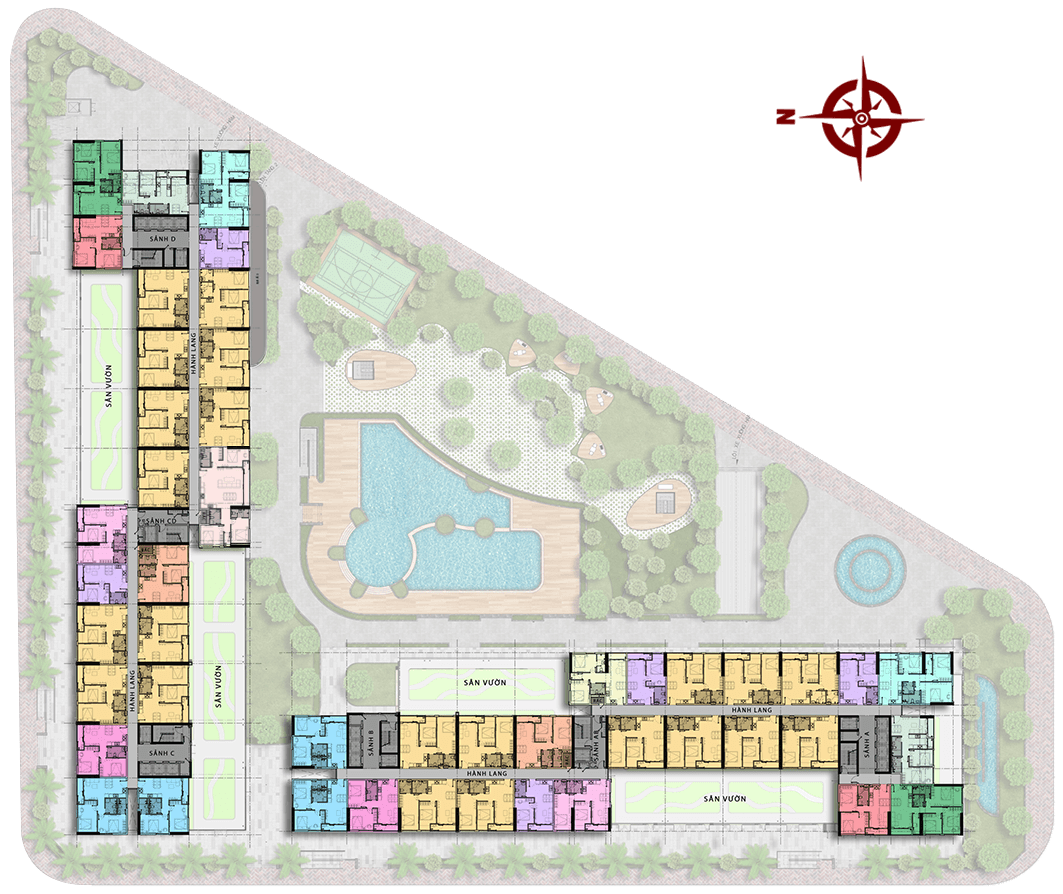 N
SẢNH D
MÁI
HÀNH LANG
SÂN VƯỜN
SẢNH CD
HÀNH LANG
SÂN VƯỜN
SẢNH C
SÂN VƯỜN
HÀNH LANG
SẢNH B
SẢNH AB
SẢNH A
HÀNH LANG
SÂN VƯỜN